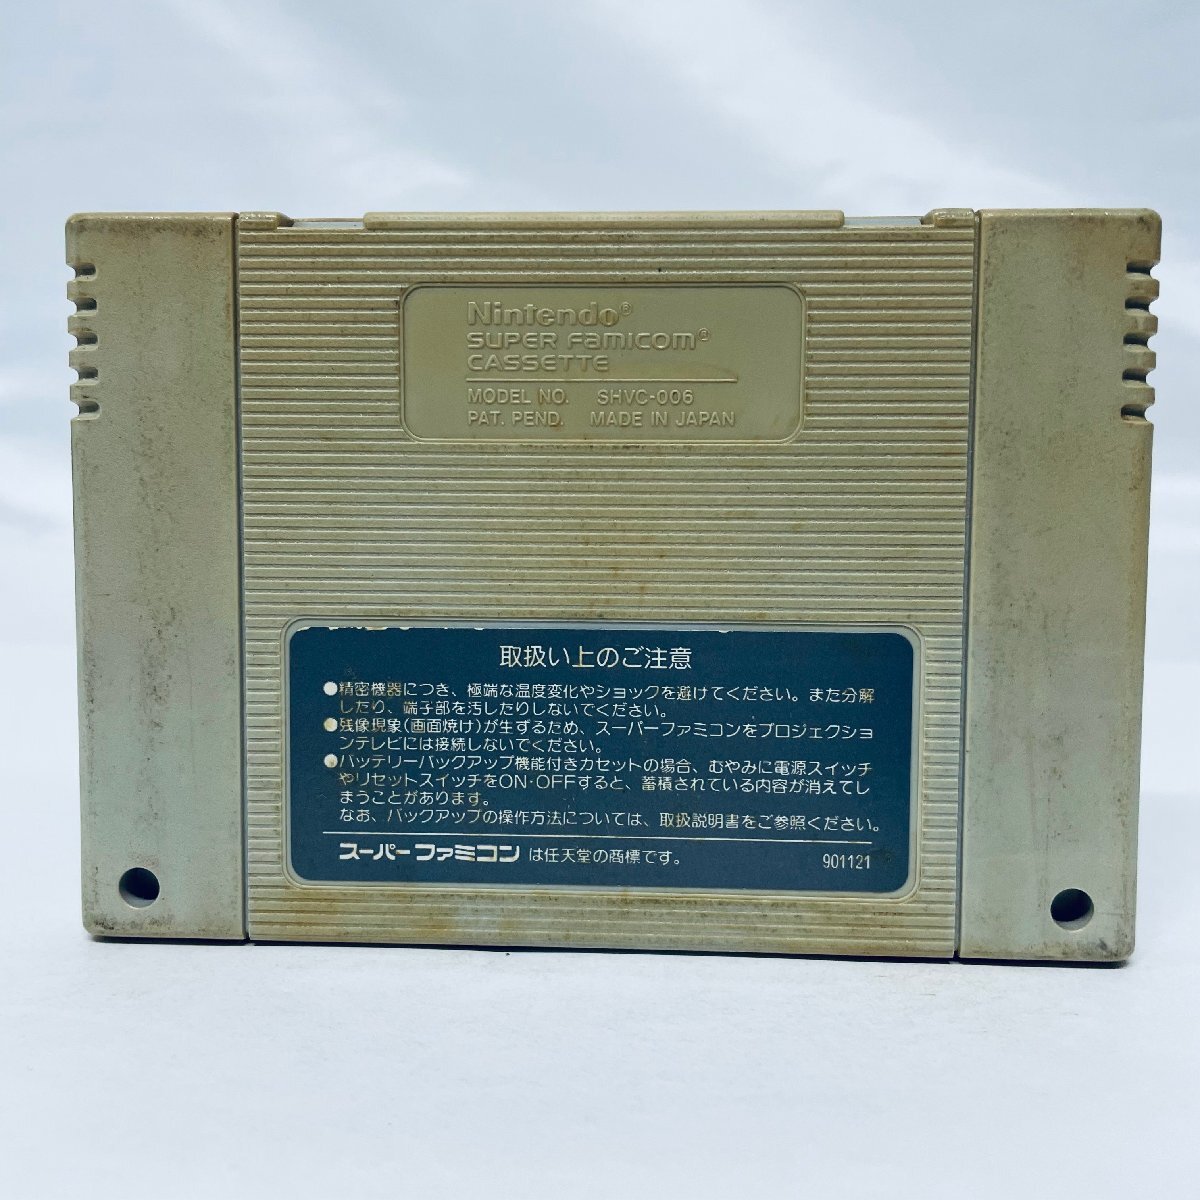 Nintendo®
SUPER FAMICOM®
CASSETTE
MODEL NO. SHVC-006
PAT. PEND. MADE IN JAPAN
取扱い上のご注意
●精密機器につき、極端な温度変化やショックを避けてください。また分解
したり、端子部を汚したりしないでください。
●残像現象(画面焼け)が生ずるため、スーパーファミコンをプロジェクショ
ンテレビには接続しないでください。
●バッテリーバックアップ機能付きカセットの場合、むやみに電源スイッチ
やリセットスイッチをON・OFFすると、蓄積されている内容が消えてし
まうことがあります。
なお、バックアップの操作方法については、取扱説明書をご参照ください。
スーパーファミコン は任天堂の商標です。 901121